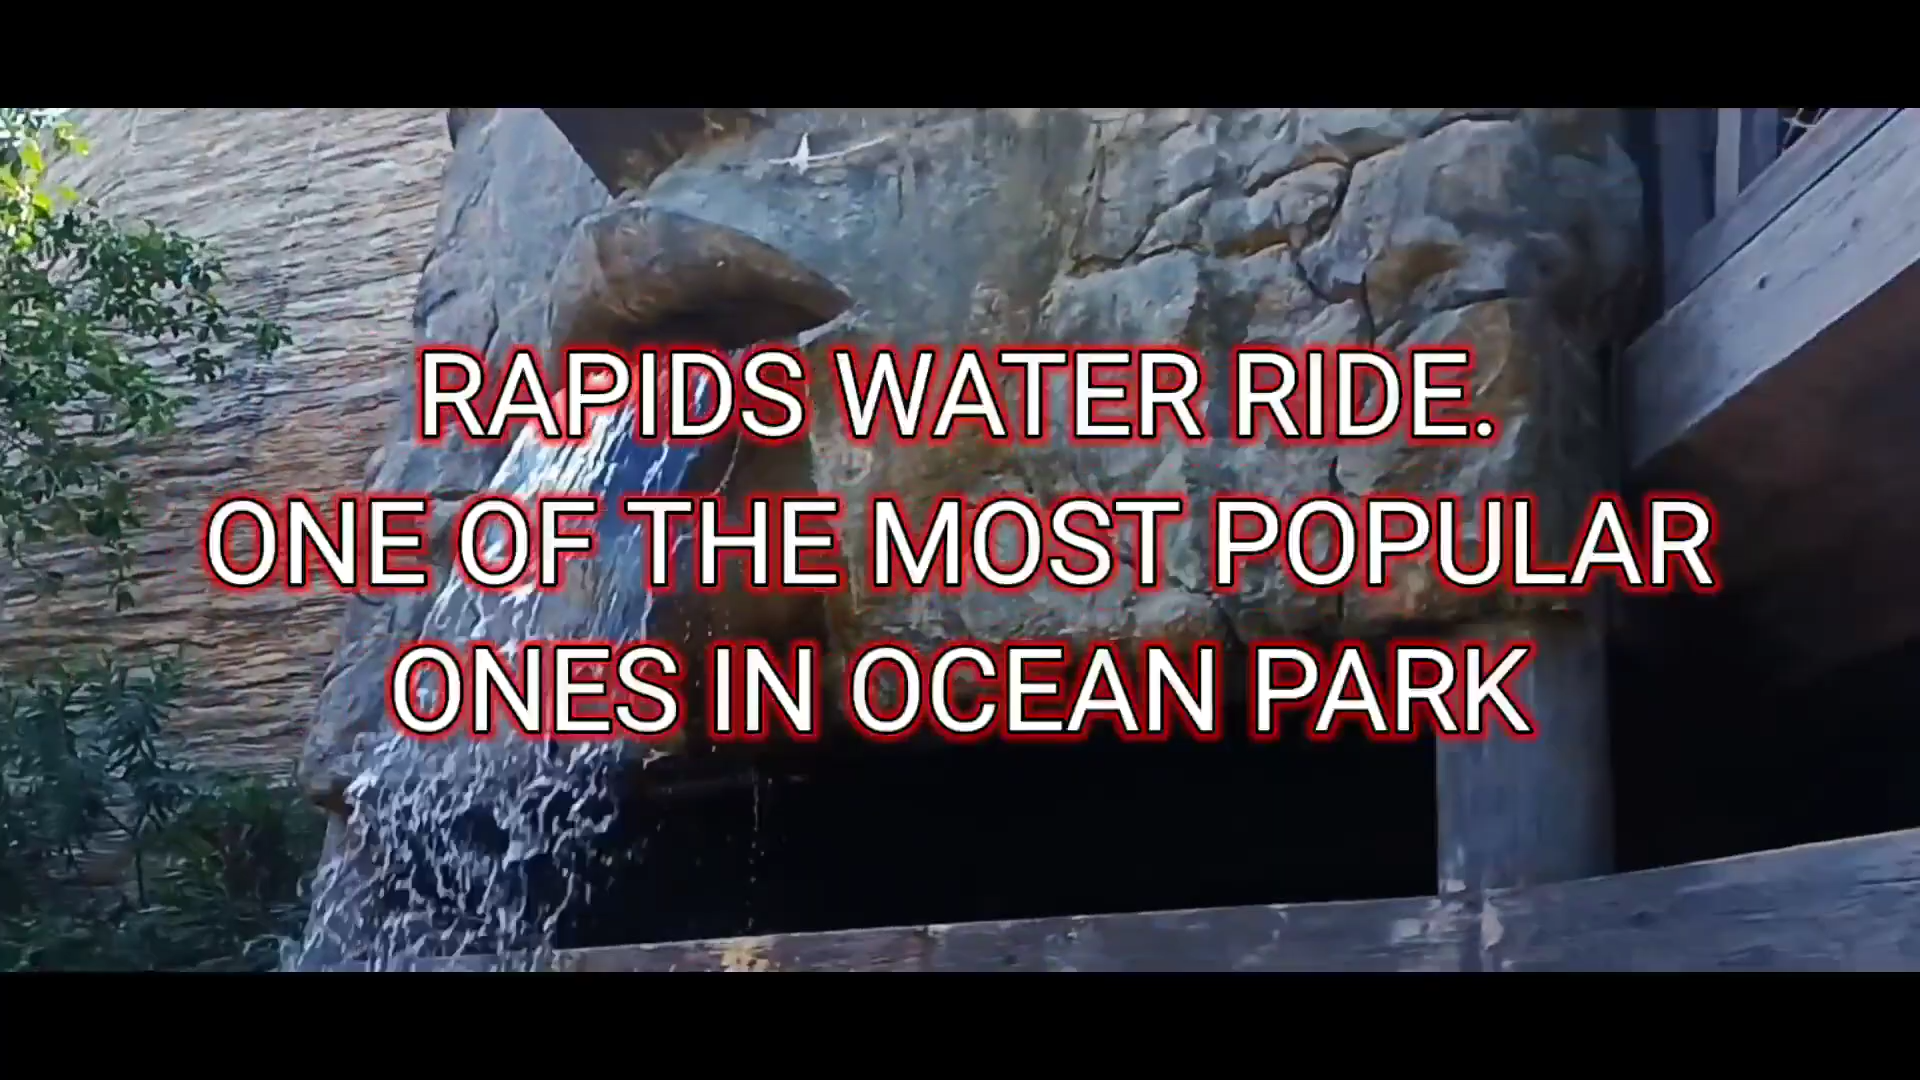 RAPIDS WATER RIDE.
ONE OF THE MOST POPULAR
ONES IN OCEAN PARK